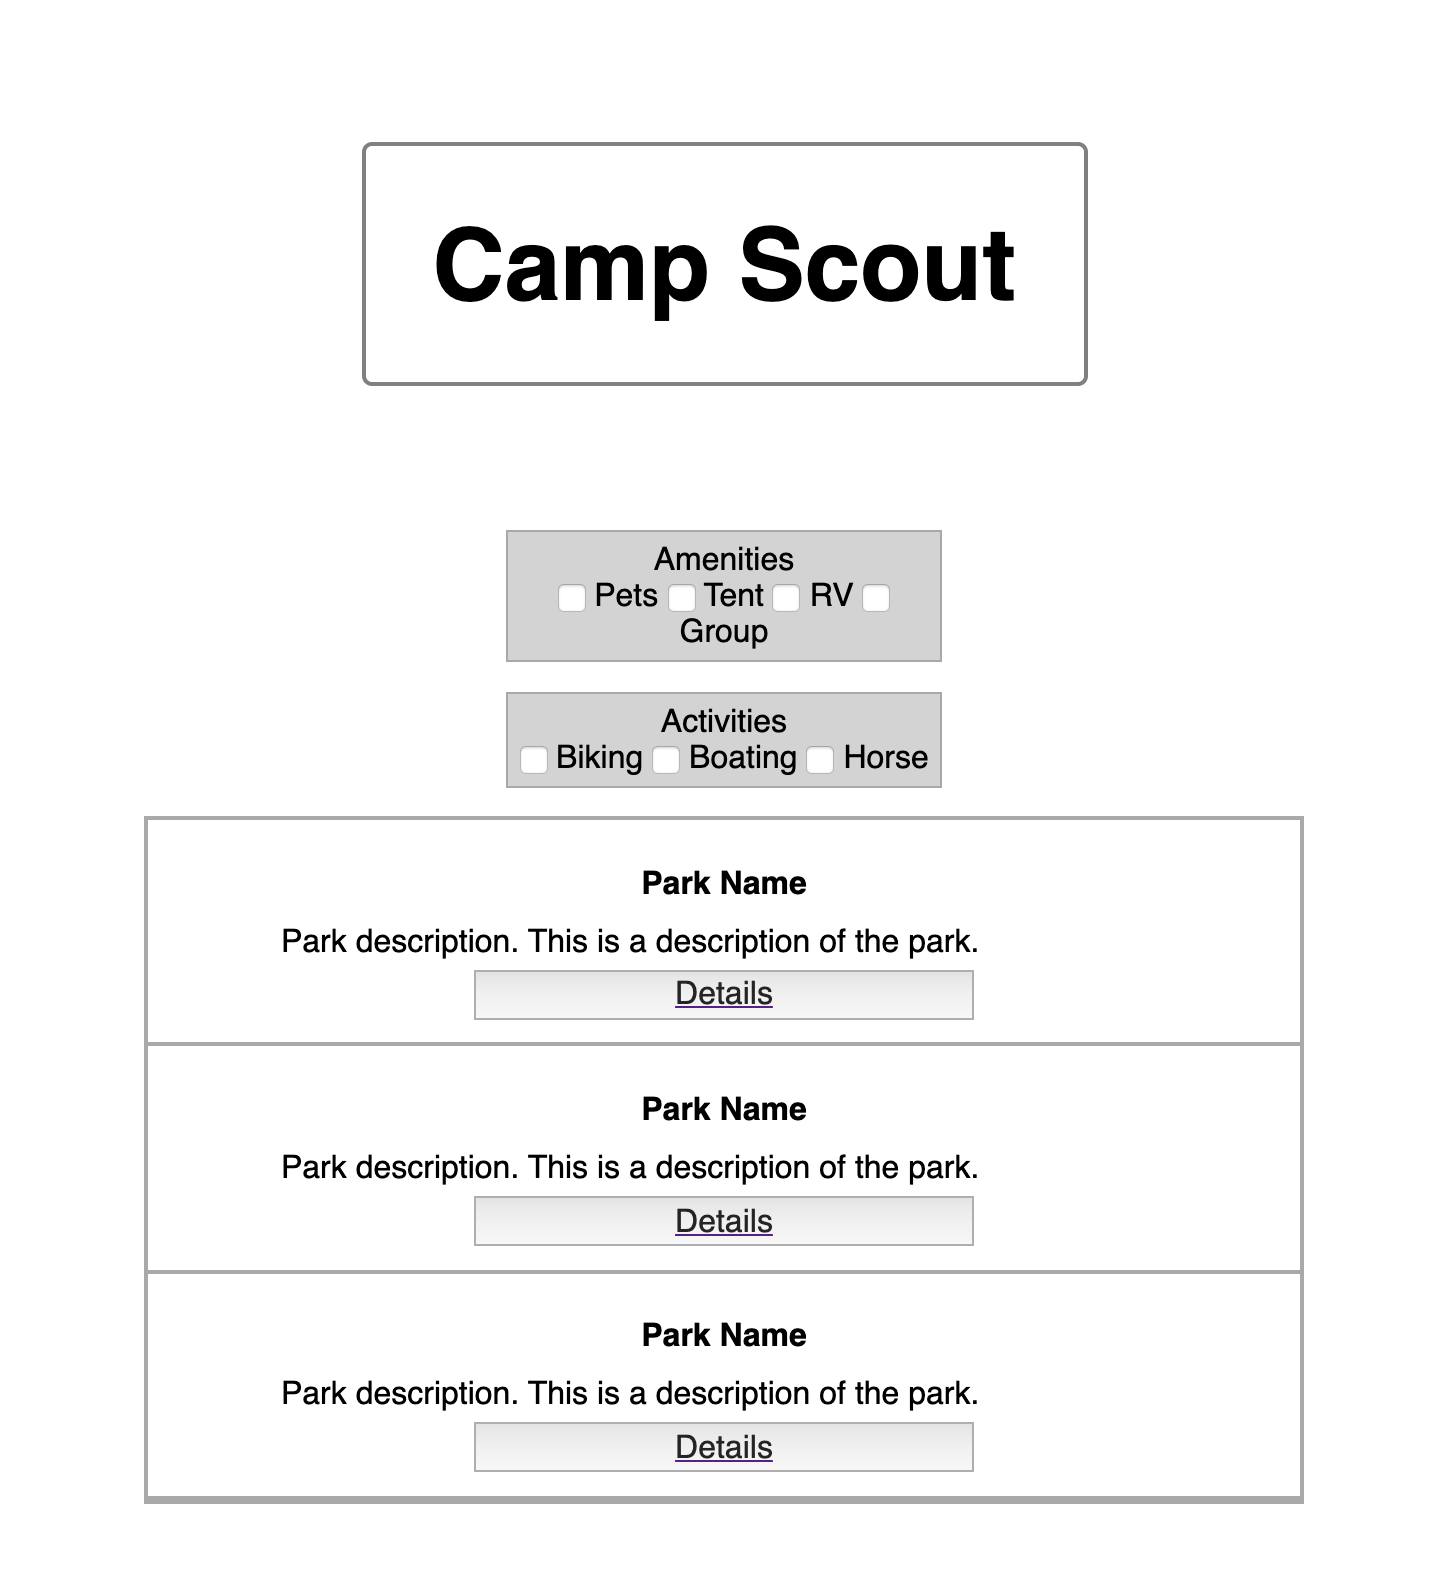 Camp Scout
Amenities
Pets Tent RV
Group
Activities
Biking Boating Horse
Park Name
Park description. This is a description of the park.
Details
Park Name
Park description. This is a description of the park.
Details
Park Name
Park description. This is a description of the park.
Details